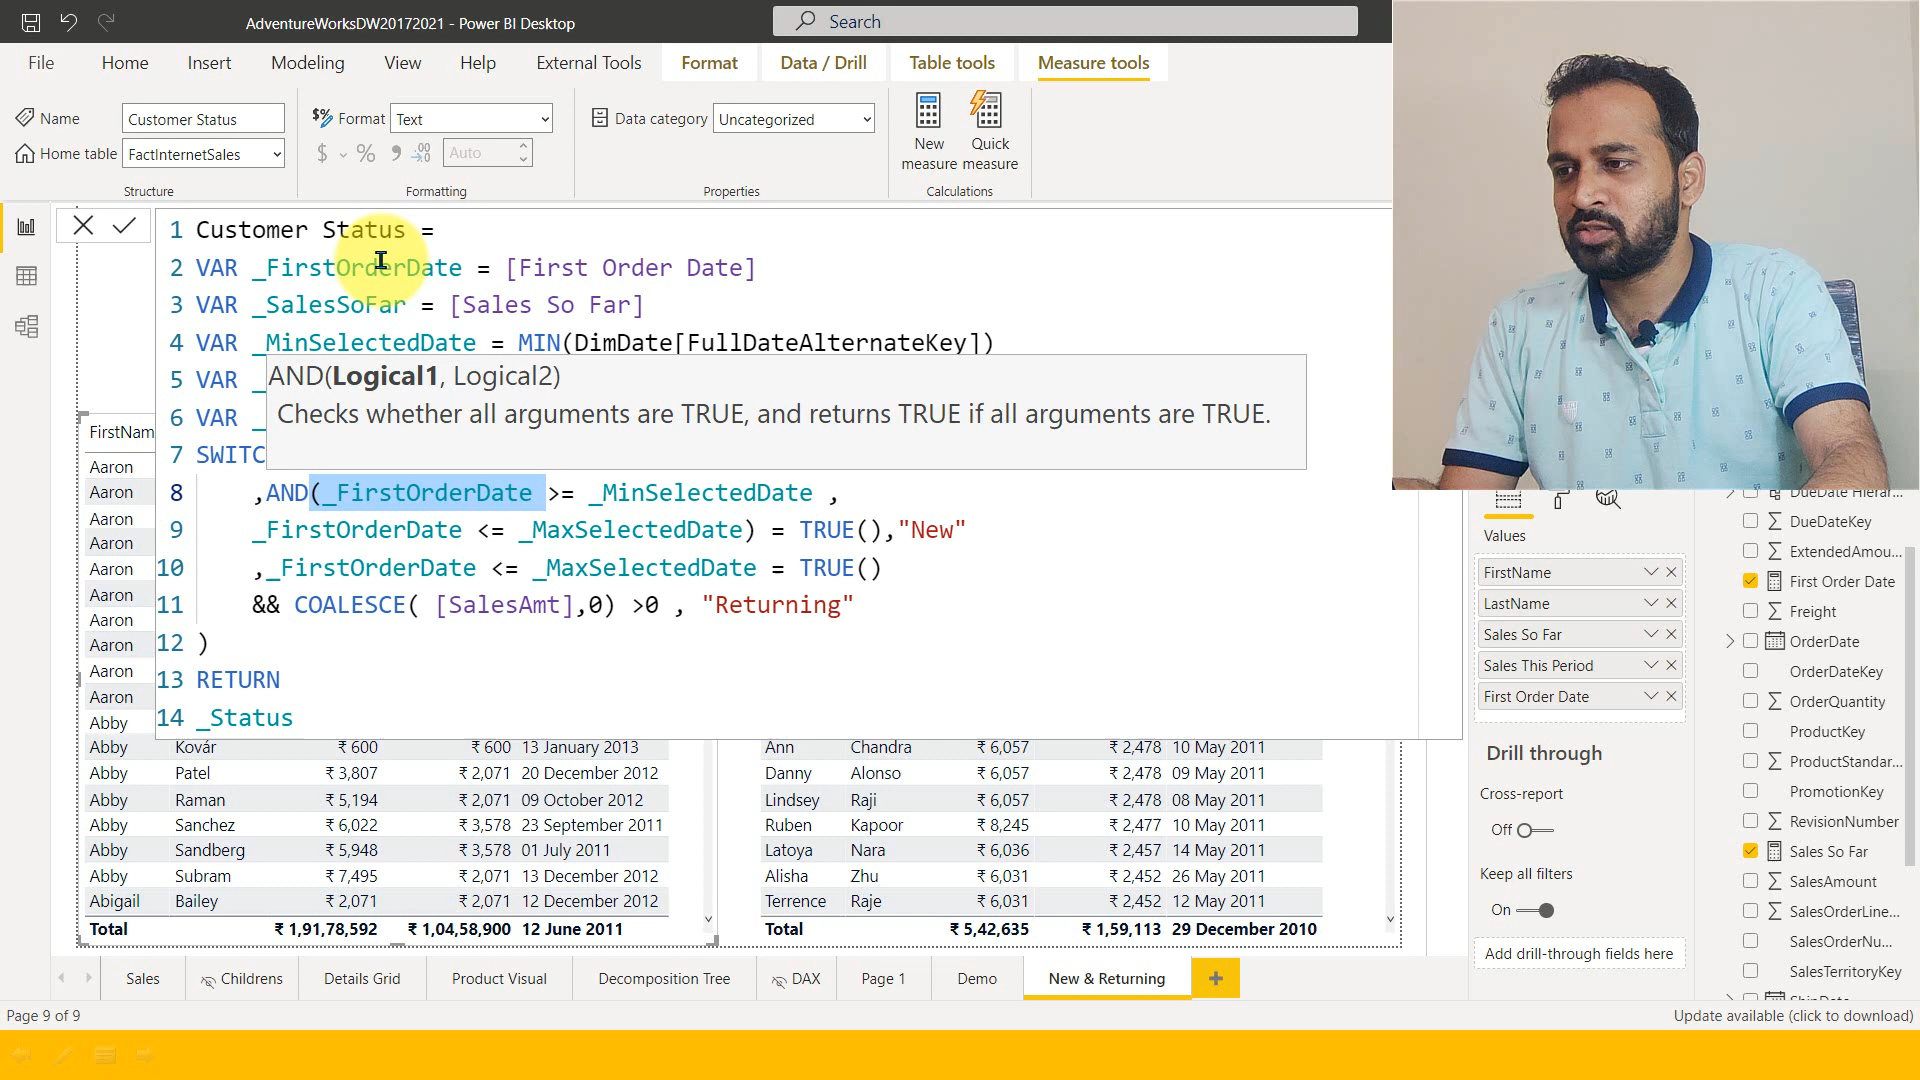 AdventureWorksDW20172021 - Power BI Desktop
Search
File Home Insert Modeling View Help External Tools Format Data / Drill Table tools Measure tools
Name Customer Status
Home table FactInternetSales
Structure
$% Format Text
$ % 9 .00 Auto
Formatting
Data category Uncategorized
Properties
New measure
Quick measure
Calculations
1 Customer Status =
2 VAR _FirstOrderDate = [First Order Date]
3 VAR _SalesSoFar = [Sales So Far]
4 VAR _MinSelectedDate = MIN(DimDate[FullDateAlternateKey])
5 VAR _
AND(Logical1, Logical2)
6 VAR _
Checks whether all arguments are TRUE, and returns TRUE if all arguments are TRUE.
7 SWITC
8 ,AND(_FirstOrderDate >= _MinSelectedDate ,
9 _FirstOrderDate <= _MaxSelectedDate) = TRUE(),"New"
10 ,_FirstOrderDate <= _MaxSelectedDate = TRUE()
11 && COALESCE( [SalesAmt],0) >0 , "Returning"
12 )
13 RETURN
14 _Status
FirstNam
Aaron
Aaron
Aaron
Aaron
Aaron
Aaron
Aaron
Aaron
Aaron
Aaron
Abby
Abby Kovár ₹ 600 ₹ 600 13 January 2013
Abby Patel ₹ 3,807 ₹ 2,071 20 December 2012
Abby Raman ₹ 5,194 ₹ 2,071 09 October 2012
Abby Sanchez ₹ 6,022 ₹ 3,578 23 September 2011
Abby Sandberg ₹ 5,948 ₹ 3,578 01 July 2011
Abby Subram ₹ 7,495 ₹ 2,071 13 December 2012
Abigail Bailey ₹ 2,071 ₹ 2,071 12 December 2012
Total ₹ 1,91,78,592 ₹ 1,04,58,900 12 June 2011
Ann Chandra ₹ 6,057 ₹ 2,478 10 May 2011
Danny Alonso ₹ 6,057 ₹ 2,478 09 May 2011
Lindsey Raji ₹ 6,057 ₹ 2,478 08 May 2011
Ruben Kapoor ₹ 8,245 ₹ 2,477 10 May 2011
Latoya Nara ₹ 6,036 ₹ 2,457 14 May 2011
Alisha Zhu ₹ 6,031 ₹ 2,452 26 May 2011
Terrence Raje ₹ 6,031 ₹ 2,452 12 May 2011
Total ₹ 5,42,635 ₹ 1,59,113 29 December 2010
Values
FirstName
LastName
Sales So Far
Sales This Period
First Order Date
Drill through
Cross-report
Off
Keep all filters
On
Add drill-through fields here
DueDate Hierar...
DueDateKey
ExtendedAmou...
First Order Date
Freight
OrderDate
OrderDateKey
OrderQuantity
ProductKey
ProductStandar...
PromotionKey
RevisionNumber
Sales So Far
SalesAmount
SalesOrderLine...
SalesOrderNu...
SalesTerritoryKey
Sales Childrens Details Grid Product Visual Decomposition Tree DAX Page 1 Demo New & Returning +
Page 9 of 9
Update available (click to download)